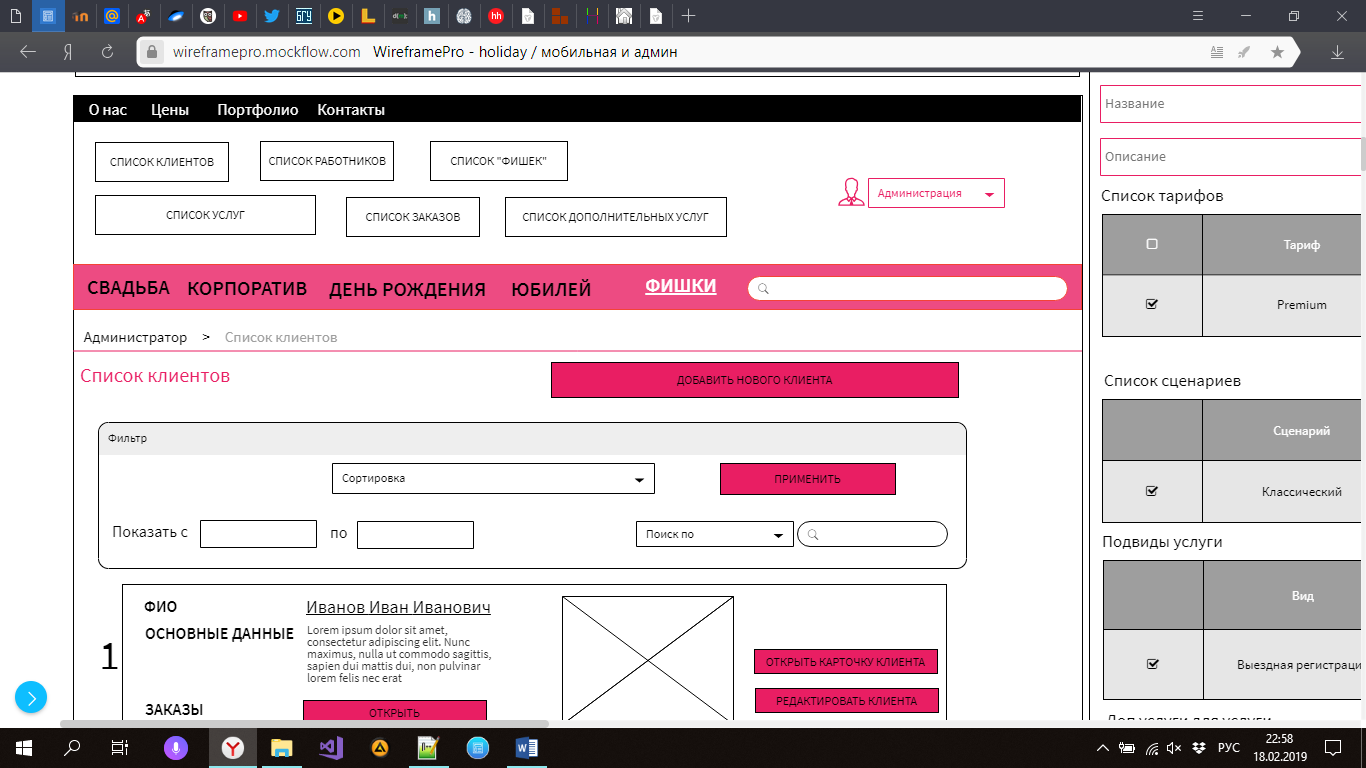 wireframepro.mockflow.com WireframePro - holiday / мобильная и админ
О нас Цены Портфолио Контакты
СПИСОК КЛИЕНТОВ СПИСОК РАБОТНИКОВ СПИСОК "ФИШЕК"
СПИСОК УСЛУГ СПИСОК ЗАКАЗОВ СПИСОК ДОПОЛНИТЕЛЬНЫХ УСЛУГ
Администрация
СВАДЬБА КОРПОРАТИВ ДЕНЬ РОЖДЕНИЯ ЮБИЛЕЙ ФИШКИ
Администратор > Список клиентов
Список клиентов
ДОБАВИТЬ НОВОГО КЛИЕНТА
Фильтр
Сортировка
ПРИМЕНИТЬ
Показать с по
Поиск по
1
ФИО Иванов Иван Иванович
ОСНОВНЫЕ ДАННЫЕ
Lorem ipsum dolor sit amet,
consectetur adipiscing elit. Nunc
maximus, nulla ut commodo sagittis,
sapien dui mattis dui, non pulvinar
lorem felis nec erat
ОТКРЫТЬ КАРТОЧКУ КЛИЕНТА
РЕДАКТИРОВАТЬ КЛИЕНТА
ЗАКАЗЫ ОТКРЫТЬ
Название
Описание
Список тарифов
Тариф
Premium
Список сценариев
Сценарий
Классический
Подвиды услуги
Вид
Выездная регистраци
Доп услуги для услуги
РУС
22:58
18.02.2019